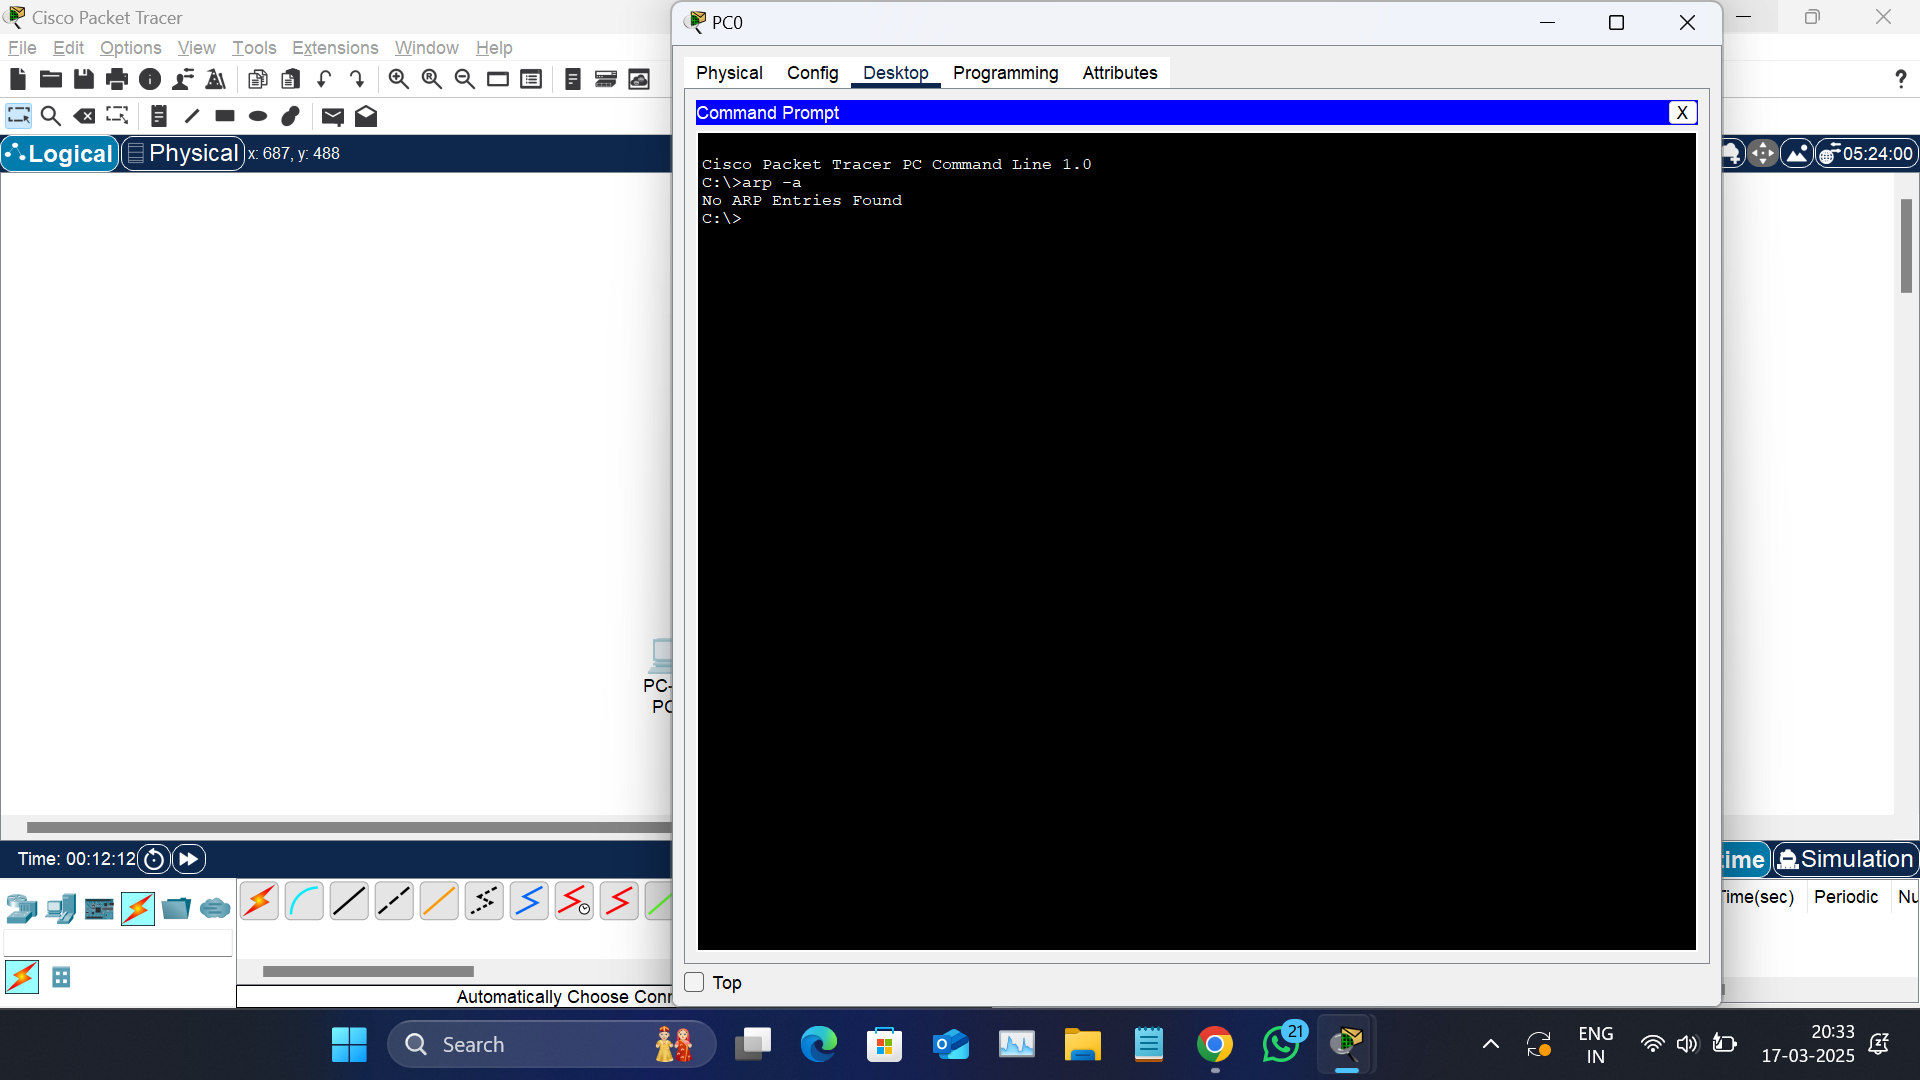 Cisco Packet Tracer
File Edit Options View Tools Extensions Window Help
Logical Physical x: 687, y: 488
PC0
Physical Config Desktop Programming Attributes
Command Prompt X
Cisco Packet Tracer PC Command Line 1.0
C:\>arp -a
No ARP Entries Found
C:\>
Top
?
05:24:00
PC-
PC
Time: 00:12:12
ime Simulation
Time(sec) Periodic Nu
Automatically Choose Conn
Search
21
ENG
IN
20:33
17-03-2025